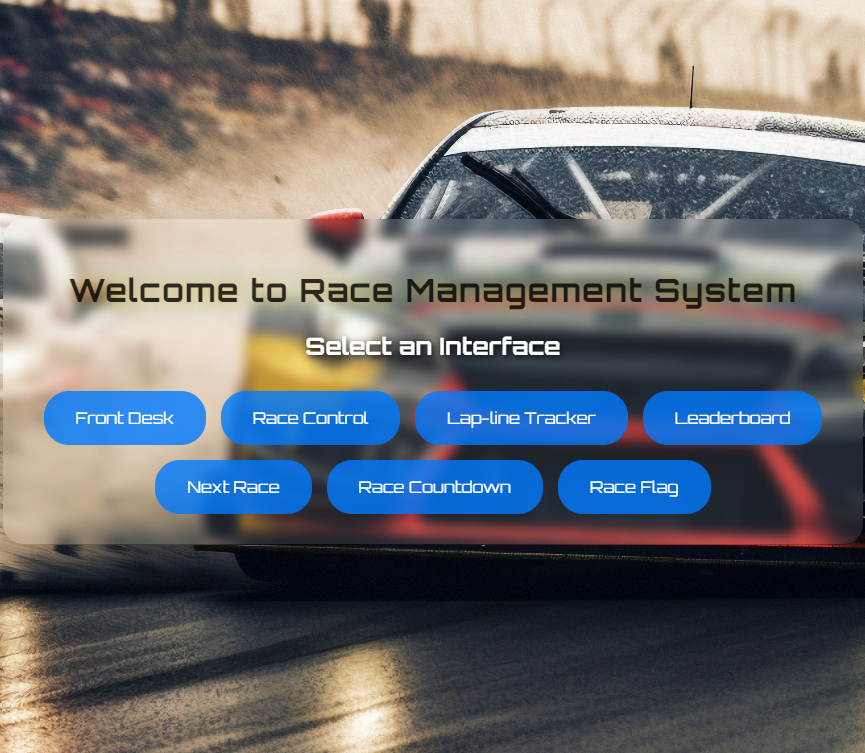 Welcome to Race Management System
Select an Interface
Front Desk Race Control Lap-line Tracker Leaderboard
Next Race Race Countdown Race Flag